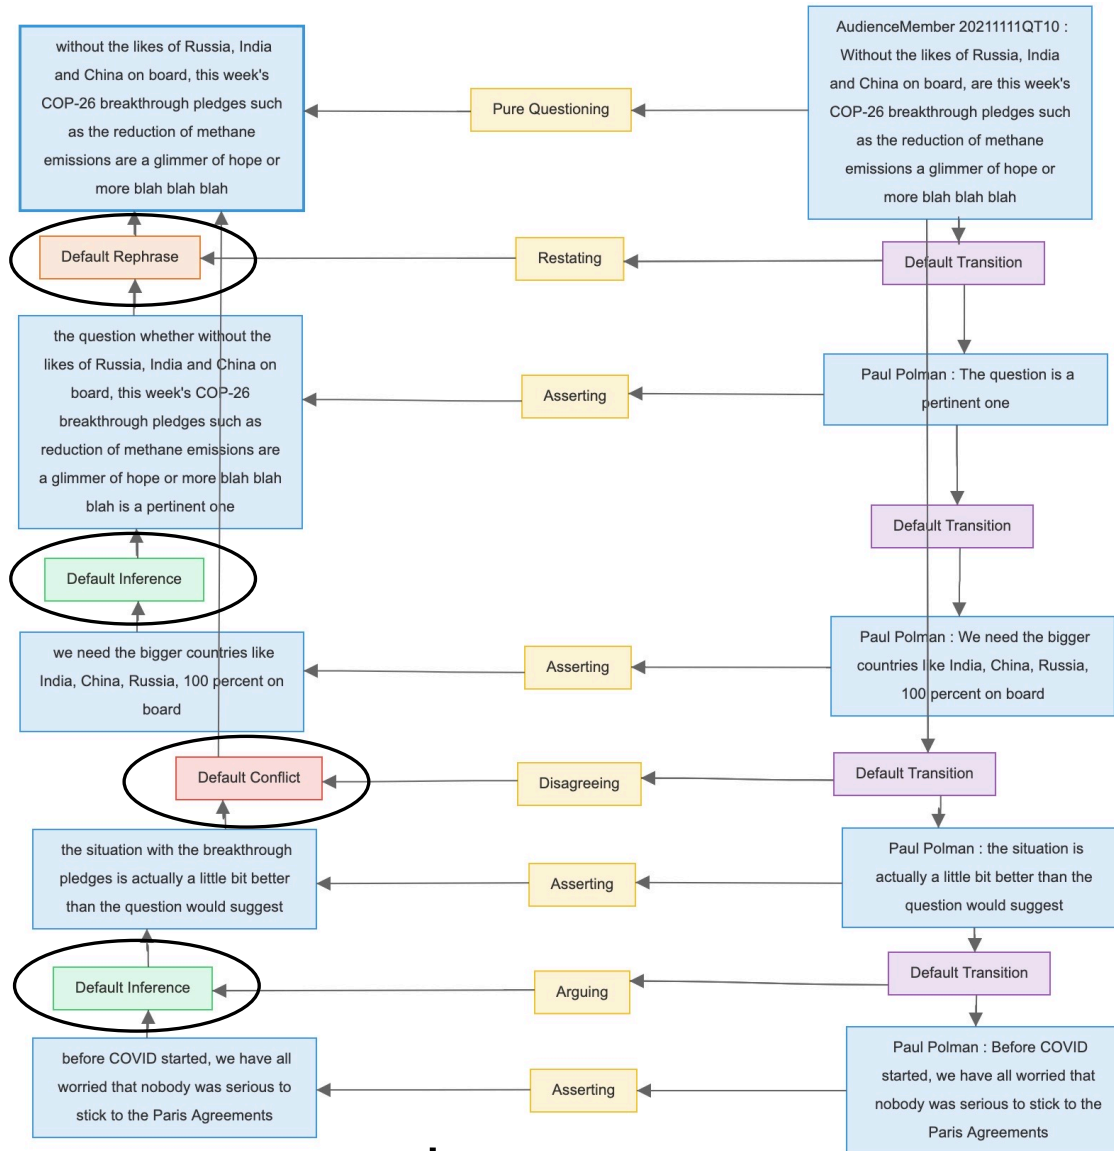 without the likes of Russia, India
and China on board, this week's
COP-26 breakthrough pledges such
as the reduction of methane
emissions are a glimmer of hope or
more blah blah blah
Pure Questioning
AudienceMember 20211111QT10 :
Without the likes of Russia, India
and China on board, are this week's
COP-26 breakthrough pledges such
as the reduction of methane
emissions a glimmer of hope or
more blah blah blah
Default Rephrase
Restating
Default Transition
the question whether without the
likes of Russia, India and China on
board, this week's COP-26
breakthrough pledges such as
reduction of methane emissions are
a glimmer of hope or more blah blah
blah is a pertinent one
Asserting
Paul Polman : The question is a
pertinent one
Default Transition
Default Inference
we need the bigger countries like
India, China, Russia, 100 percent on
board
Asserting
Paul Polman : We need the bigger
countries like India, China, Russia,
100 percent on board
Default Conflict
Disagreeing
Default Transition
the situation with the breakthrough
pledges is actually a little bit better
than the question would suggest
Asserting
Paul Polman : the situation is
actually a little bit better than the
question would suggest
Default Inference
Arguing
Default Transition
before COVID started, we have all
worried that nobody was serious to
stick to the Paris Agreements
Asserting
Paul Polman : Before COVID
started, we have all worried that
nobody was serious to stick to the
Paris Agreements